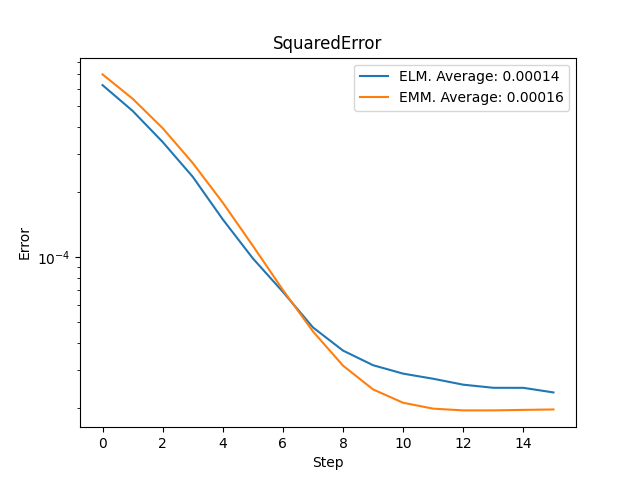 SquaredError
ELM. Average: 0.00014
EMM. Average: 0.00016
Error
10⁻⁴
0 2 4 6 8 10 12 14
Step